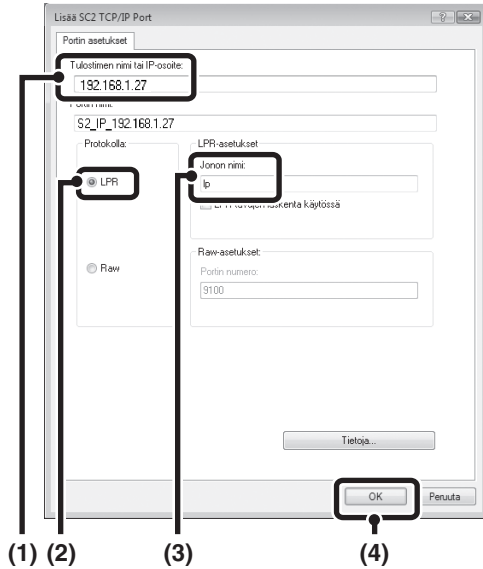 Lisää SC2 TCP/IP Port
Portin asetukset
Tulostimen nimi tai IP-osoite:
192.168.1.27
S2_IP_192.168.1.27
Protokolla:
LPR-asetukset
Jonon nimi:
LPR
lp
käytössä
Raw-asetukset:
Raw
Portin numero:
9100
Tietoja...
OK
Peruuta
(1) (2) (3) (4)